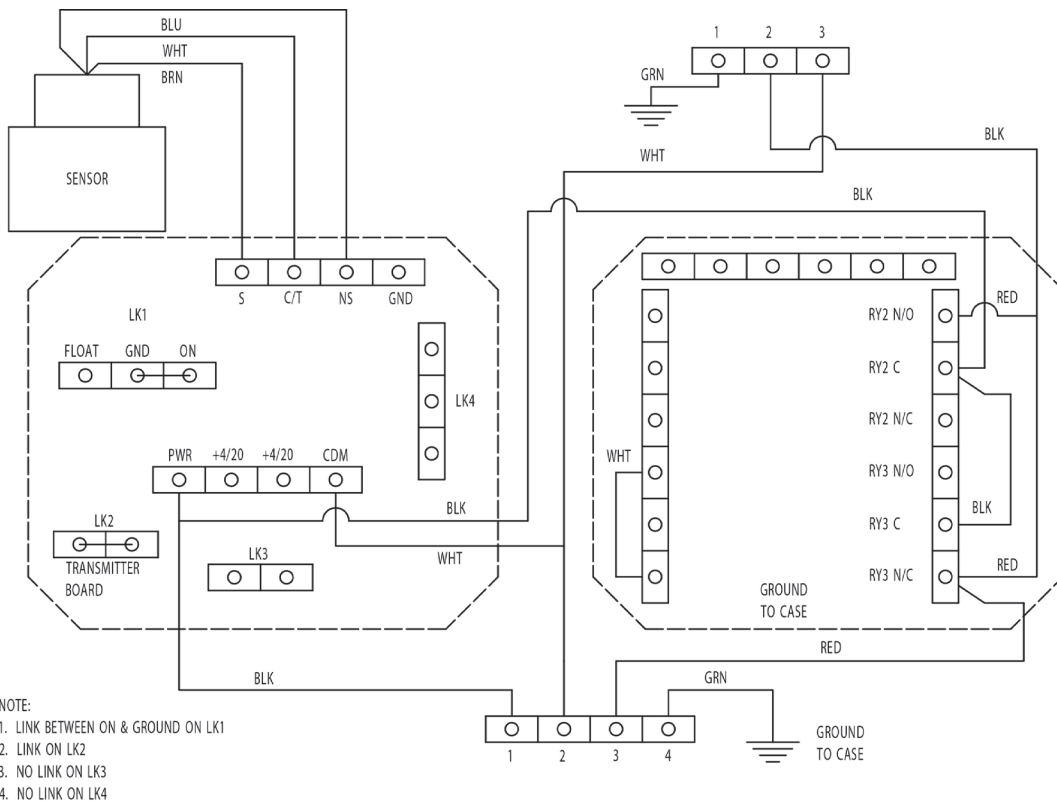 BLU
WHT
BRN
SENSOR
1 2 3
GRN
BLK
WHT
BLK
S C/T NS GND
LK1
FLOAT GND ON
LK4
PWR +4/20 +4/20 CDM
BLK
WHT
LK2
TRANSMITTER
BOARD
LK3
RED
RY2 N/O
RY2 C
RY2 N/C
RY3 N/O
RY3 C
RY3 N/C
WHT
BLK
RED
GROUND
TO CASE
RED
BLK
GRN
1 2 3 4
GROUND
TO CASE
NOTE:
1. LINK BETWEEN ON & GROUND ON LK1
2. LINK ON LK2
3. NO LINK ON LK3
4. NO LINK ON LK4